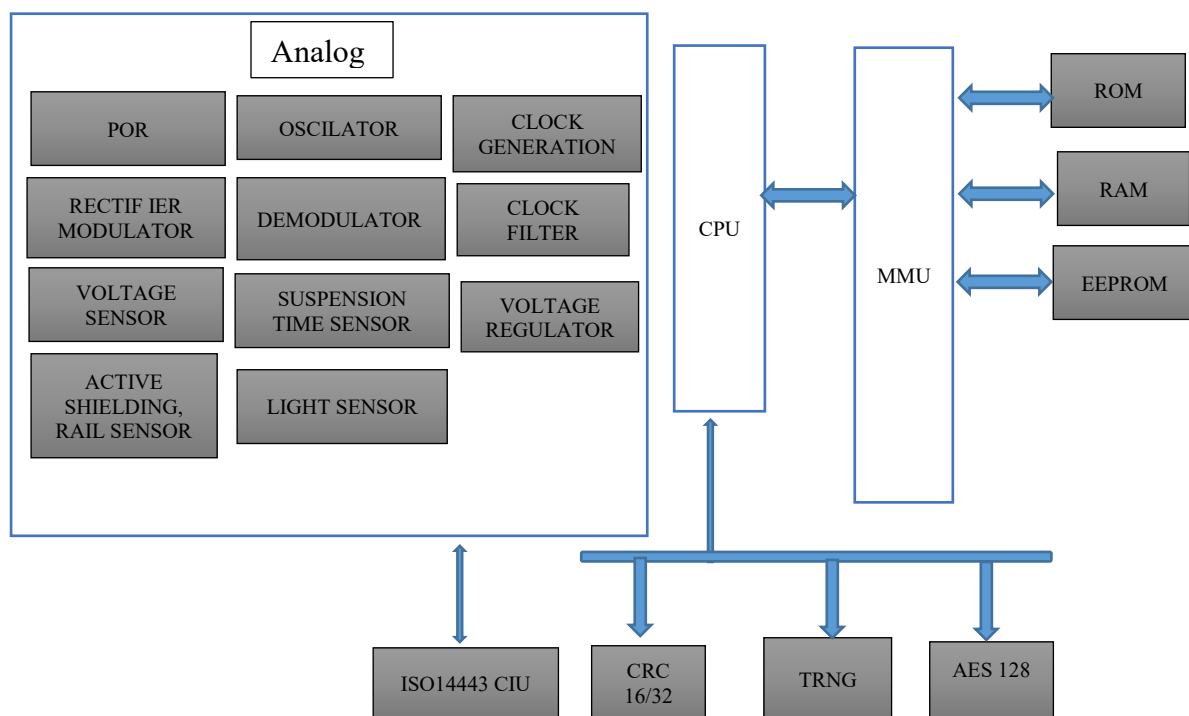 Analog
POR
OSCILATOR
CLOCK
GENERATION
RECTIF IER
MODULATOR
DEMODULATOR
CLOCK
FILTER
VOLTAGE
SENSOR
SUSPENSION
TIME SENSOR
VOLTAGE
REGULATOR
ACTIVE
SHIELDING,
RAIL SENSOR
LIGHT SENSOR
CPU
MMU
ROM
RAM
EEPROM
ISO14443 CIU
CRC
16/32
TRNG
AES 128